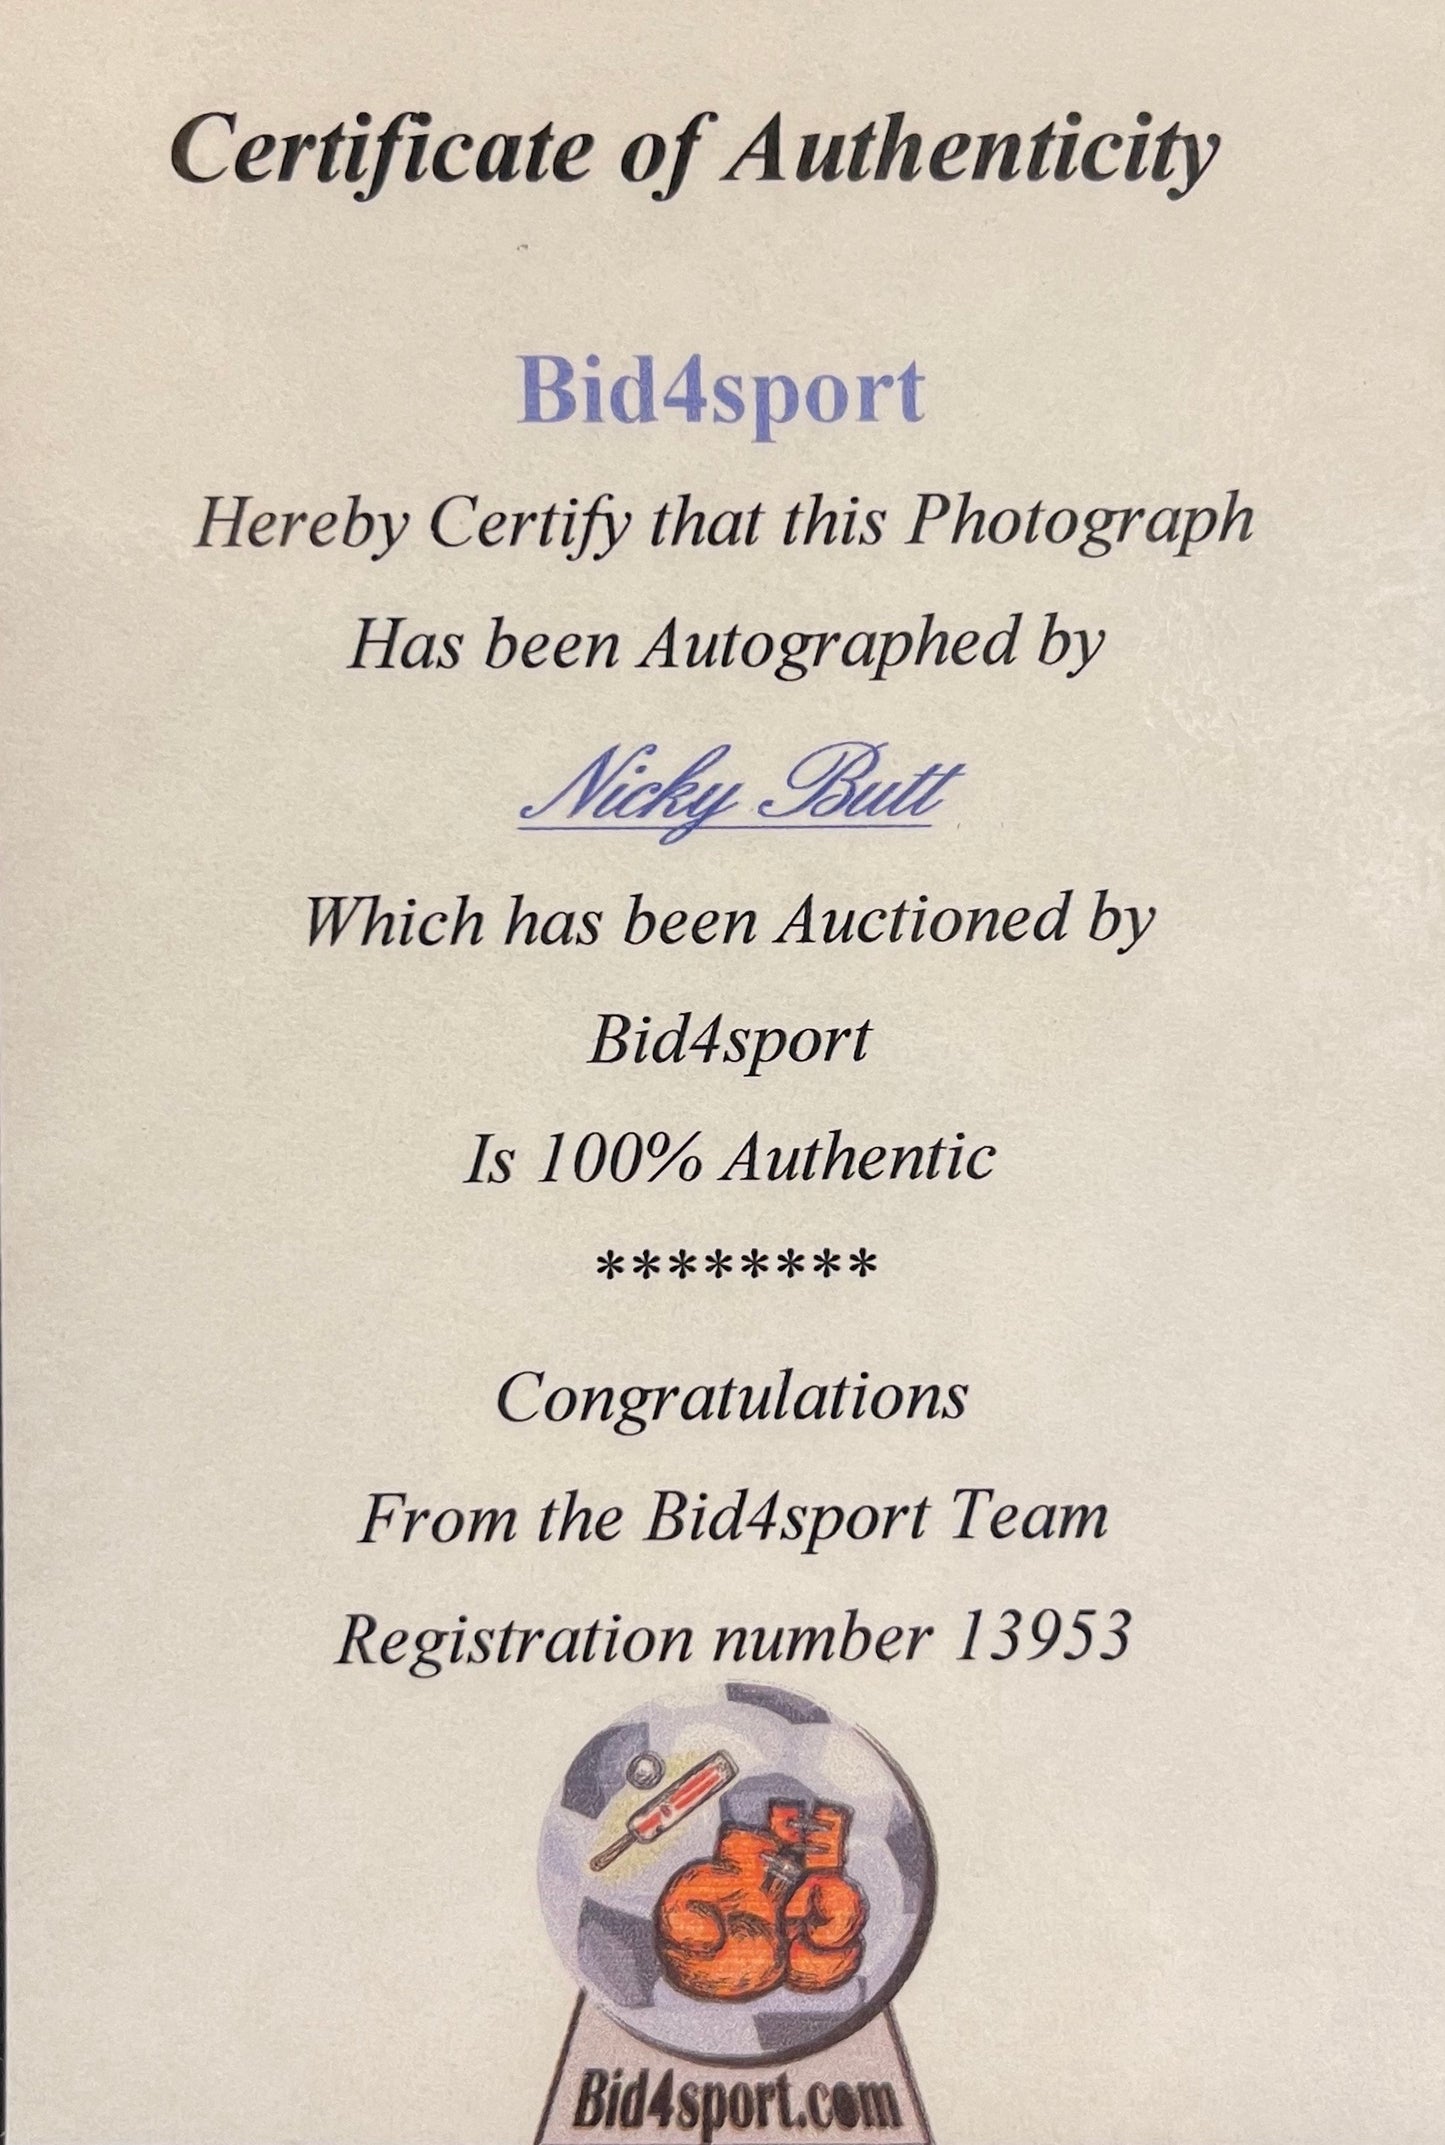 Certificate of Authenticity
Bid4sport
Hereby Certify that this Photograph
Has been Autographed by
Nicky Butt
Which has been Auctioned by
Bid4sport
Is 100% Authentic
********
Congratulations
From the Bid4sport Team
Registration number 13953
Bid4sport.com